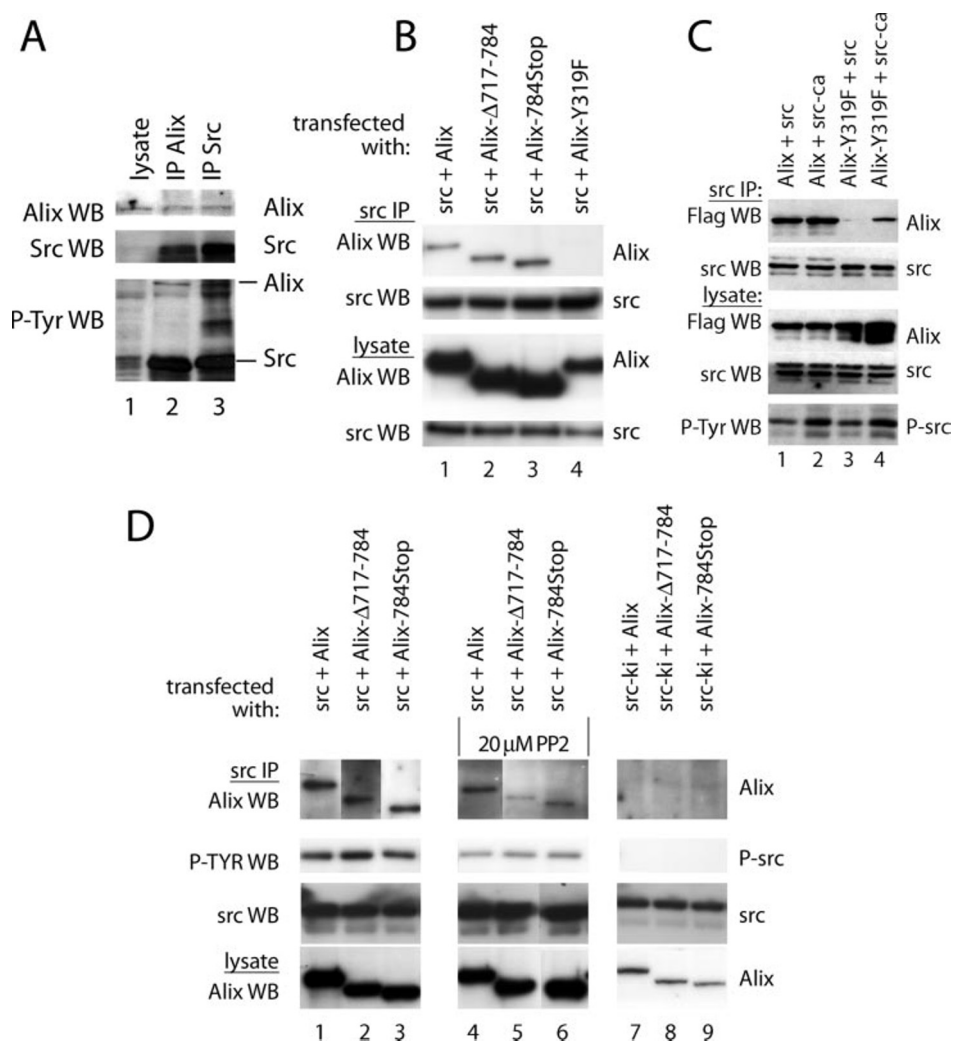 A
lysate
IP Alix
IP Src
Alix WB
Alix
Src WB
Src
P-Tyr WB
Alix
Src
1 2 3
B
transfected
with:
src + Alix
src + Alix-Δ717-784
src + Alix-784Stop
src + Alix-Y319F
src IP
Alix WB
Alix
src WB
src
lysate
Alix WB
Alix
src WB
src
1 2 3 4
C
Alix + src
Alix + src-ca
Alix-Y319F + src
Alix-Y319F + src-ca
src IP:
Flag WB
Alix
src WB
src
lysate:
Flag WB
Alix
src WB
src
P-Tyr WB
P-src
1 2 3 4
D
transfected
with:
src + Alix
src + Alix-Δ717-784
src + Alix-784Stop
src + Alix
src + Alix-Δ717-784
src + Alix-784Stop
src-ki + Alix
src-ki + Alix-Δ717-784
src-ki + Alix-784Stop
20 μM PP2
src IP
Alix WB
Alix
P-TYR WB
P-src
src WB
src
lysate
Alix WB
Alix
1 2 3 4 5 6 7 8 9